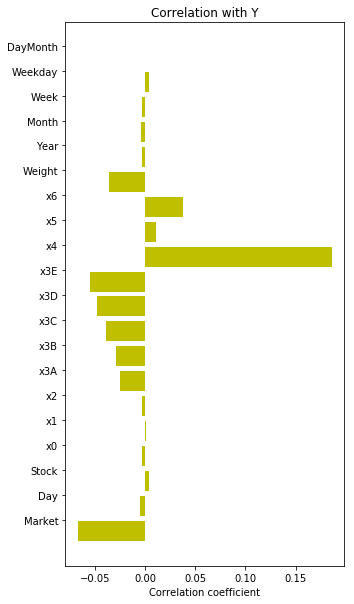 Correlation with Y
DayMonth
Weekday
Week
Month
Year
Weight
x6
x5
x4
x3E
x3D
x3C
x3B
x3A
x2
x1
x0
Stock
Day
Market
−0.05 0.00 0.05 0.10 0.15
Correlation coefficient